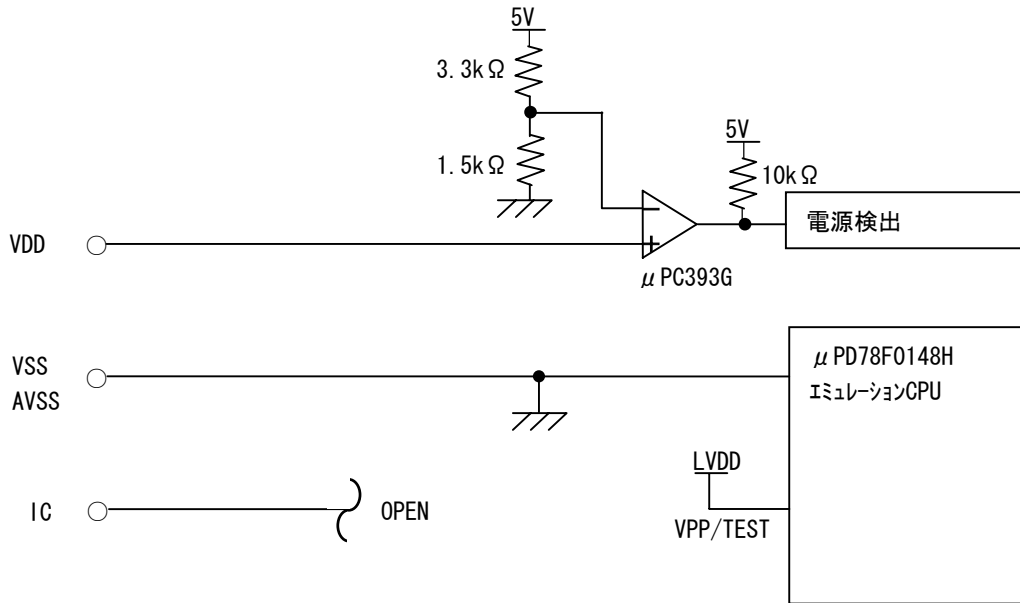 5V
3.3kΩ
1.5kΩ
5V
10kΩ
電源検出
VDD
μPC393G
VSS
AVSS
μPD78F0148H
ｴﾐｭﾚｰｼｮﾝCPU
LVDD
IC
OPEN
VPP/TEST